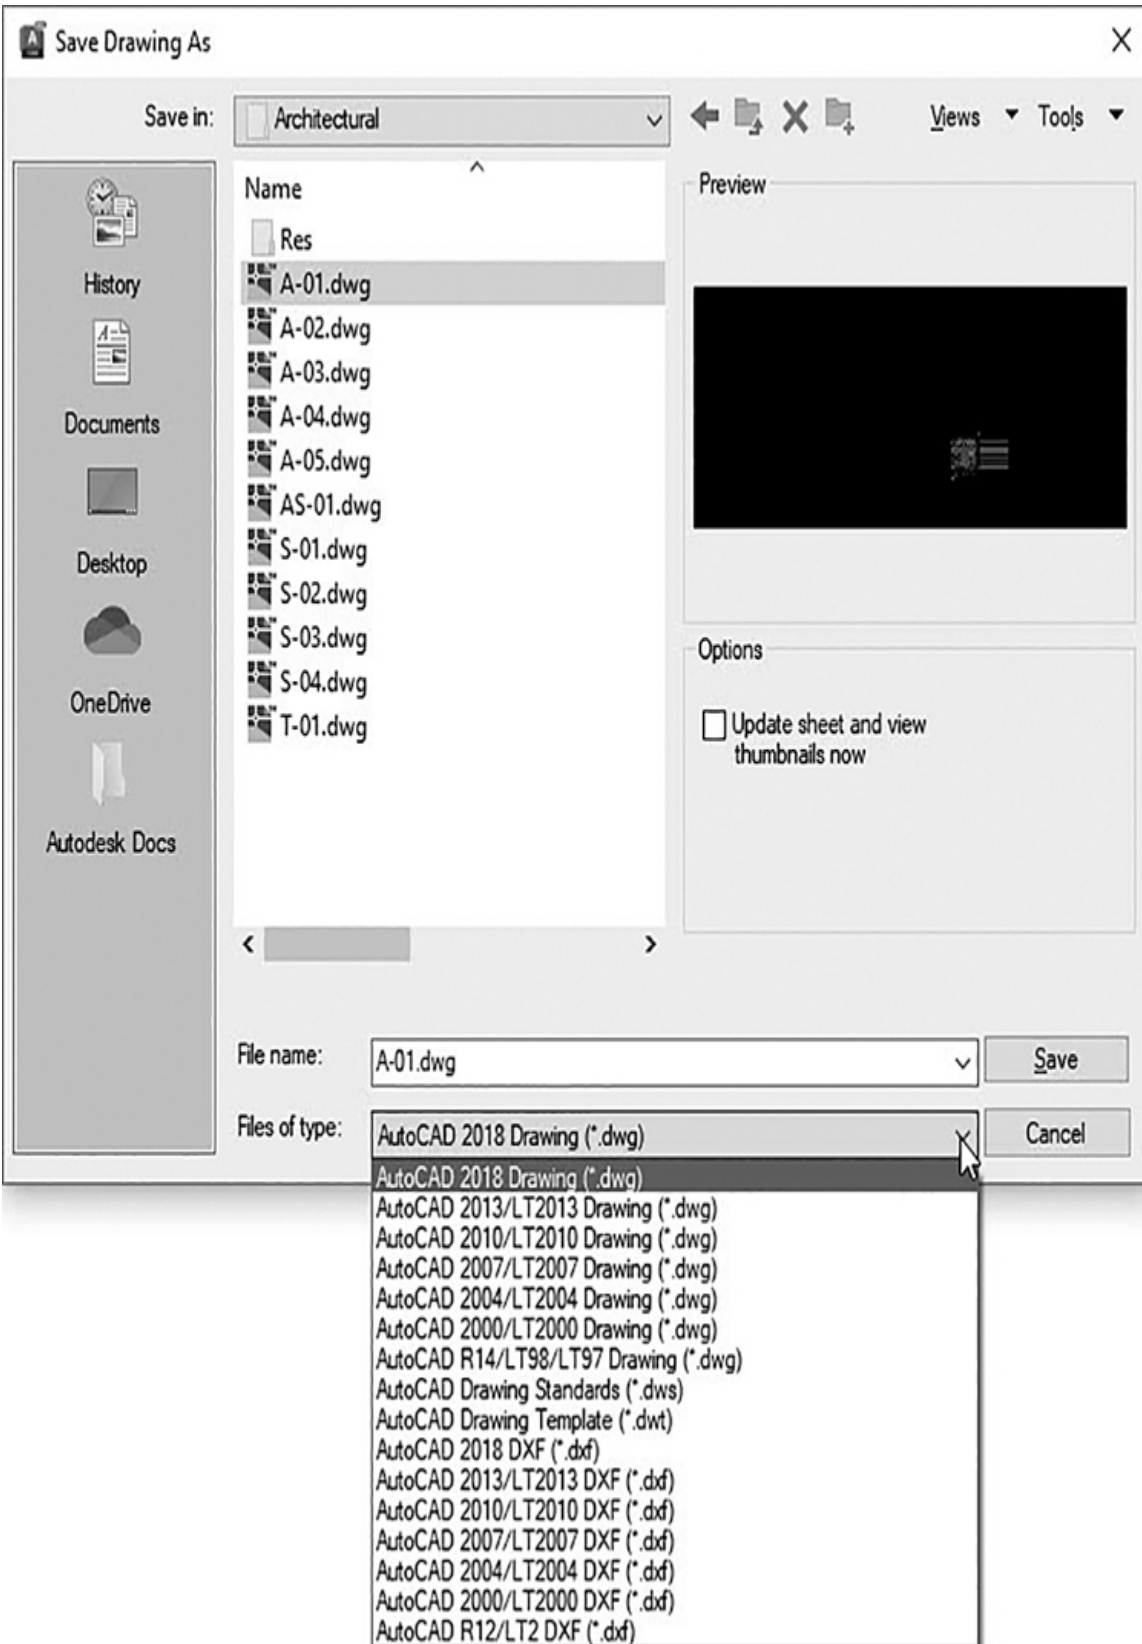 Save Drawing As
Save in:
Architectural
Views
Tools
History
Documents
Desktop
OneDrive
Autodesk Docs
Name
Res
A-01.dwg
A-02.dwg
A-03.dwg
A-04.dwg
A-05.dwg
AS-01.dwg
S-01.dwg
S-02.dwg
S-03.dwg
S-04.dwg
T-01.dwg
Preview
Options
Update sheet and view
thumbnails now
File name:
A-01.dwg
Save
Files of type:
AutoCAD 2018 Drawing (*.dwg)
Cancel
AutoCAD 2018 Drawing (*.dwg)
AutoCAD 2013/LT2013 Drawing (*.dwg)
AutoCAD 2010/LT2010 Drawing (*.dwg)
AutoCAD 2007/LT2007 Drawing (*.dwg)
AutoCAD 2004/LT2004 Drawing (*.dwg)
AutoCAD 2000/LT2000 Drawing (*.dwg)
AutoCAD R14/LT98/LT97 Drawing (*.dwg)
AutoCAD Drawing Standards (*.dws)
AutoCAD Drawing Template (*.dwt)
AutoCAD 2018 DXF (*.dxf)
AutoCAD 2013/LT2013 DXF (*.dxf)
AutoCAD 2010/LT2010 DXF (*.dxf)
AutoCAD 2007/LT2007 DXF (*.dxf)
AutoCAD 2004/LT2004 DXF (*.dxf)
AutoCAD 2000/LT2000 DXF (*.dxf)
AutoCAD R12/LT2 DXF (*.dxf)